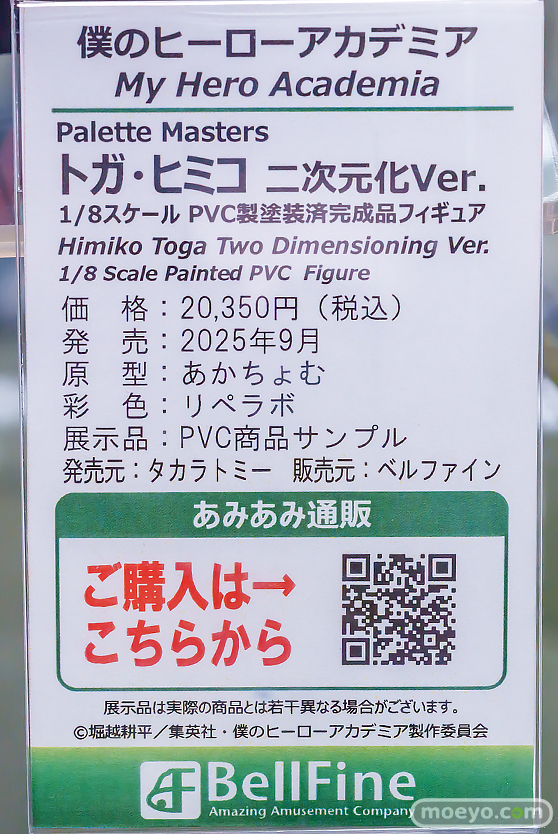 僕のヒーローアカデミア
My Hero Academia
Palette Masters
トガ・ヒミコ 二次元化Ver.
1/8スケール PVC製塗装済完成品フィギュア
Himiko Toga Two Dimensioning Ver.
1/8 Scale Painted PVC Figure
価　格：20,350円（税込）
発　売：2025年9月
原　型：あかちょむ
彩　色：リペラボ
展示品：PVC商品サンプル
発売元：タカラトミー　販売元：ベルファイン
あみあみ通販
ご購入は→
こちらから
展示品は実際の商品とは若干異なる場合がございます。
©堀越耕平／集英社・僕のヒーローアカデミア製作委員会
BellFine
Amazing Amusement Company
moeyo.com